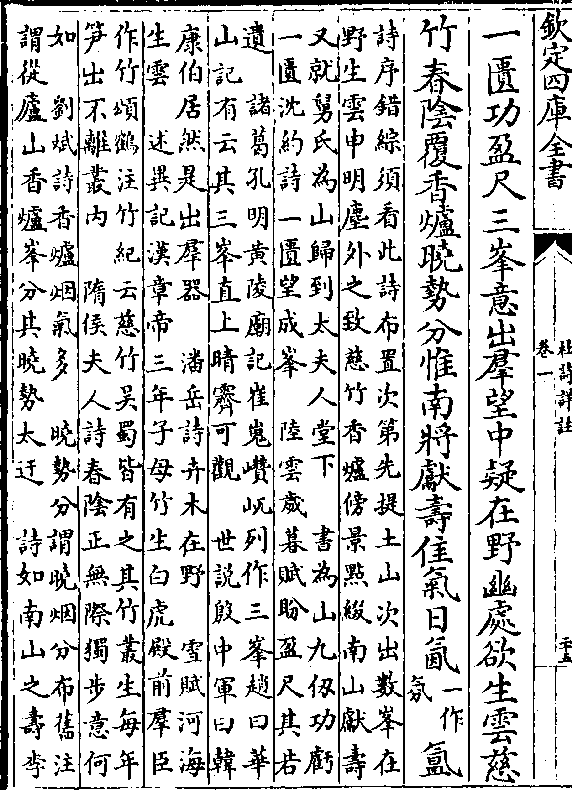 欽定四庫全書
杜詩詳註
卷一
二十五
一匱功盈尺三峯意出羣望中疑在野幽處欲生雲慈
竹春陰覆香爐曉勢分惟南將獻壽佳氣日氤一作氛氲
詩序錯綜須看此詩布置次第先提土山次出數峯在
野生雲申明塵外之致慈竹香爐傍景點綴南山獻壽
又就舅氏為山歸到太夫人堂下　書為山九仭功虧
一匱沈約詩一匱望成峯　陸雲歲暮賦盼盈尺其若
遺　諸葛孔明黄陵廟記崔嵬巑岏列作三峯趙曰華
山記有云其三峯直上晴霽可觀　世説殷中軍曰韓
康伯居然是出羣器　潘岳詩卉木在野　雪賦河海
生雲　述異記漢章帝三年子母竹生白虎殿前羣臣
作竹頌鶴注竹紀云慈竹吴蜀皆有之其竹叢生每年
笋出不離叢内　隋侯夫人詩春陰正無際獨步意何
如　劉斌詩香爐烟氣多　曉勢分謂曉烟分布舊注
謂從廬山香爐峯分其曉勢太迂　詩如南山之壽李